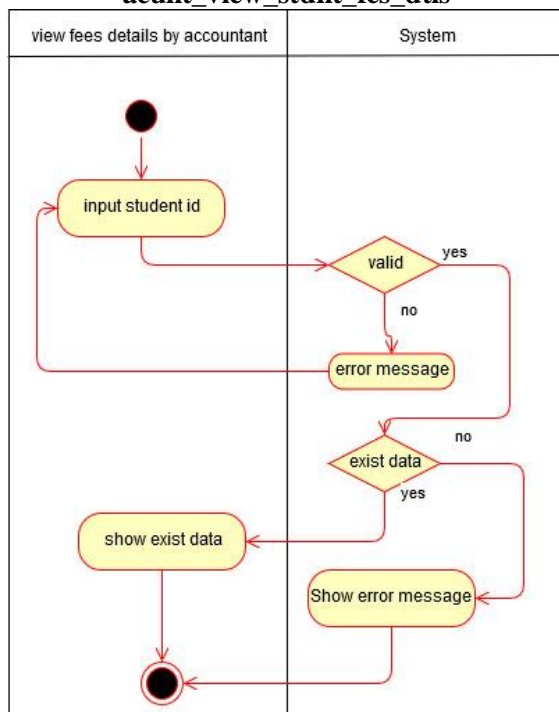 view fees details by accountant
System
input student id
valid
yes
no
error message
exist data
no
yes
show exist data
Show error message